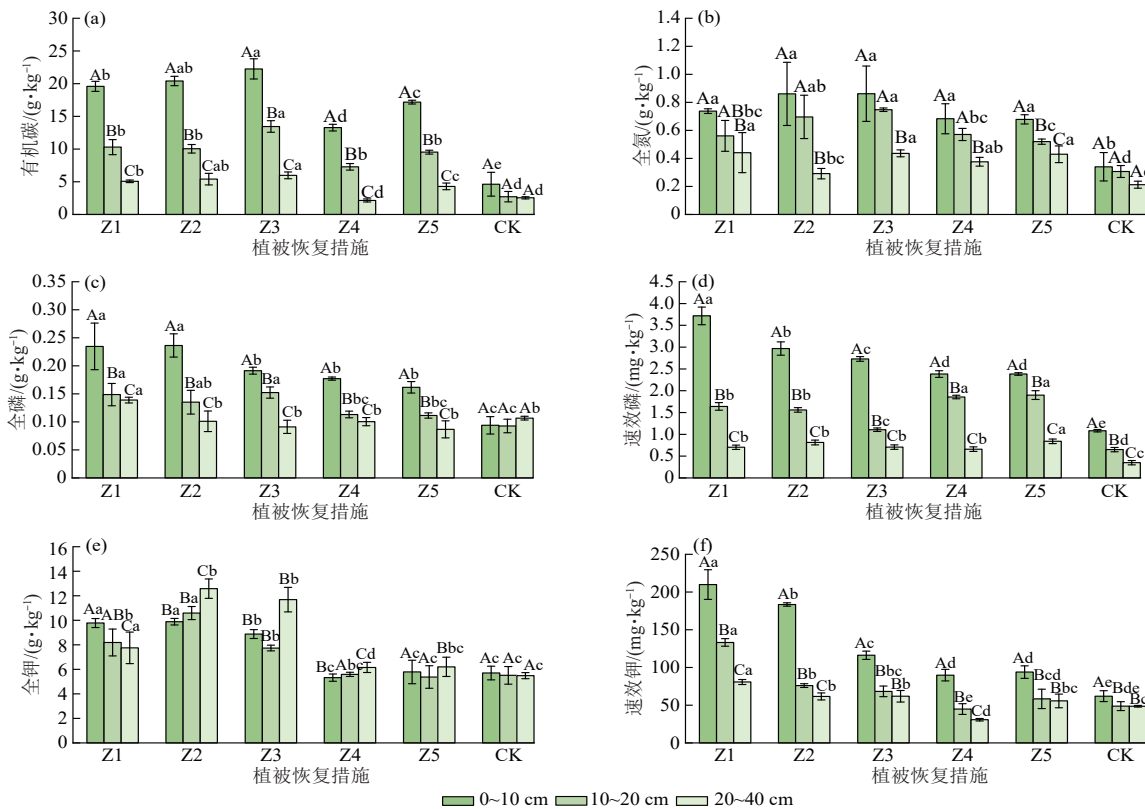 (a)
有机碳/(g•kg⁻¹)
30
25
20
15
10
5
0
Ab Bb Cb
Aab Bb Cab
Aa Ba Ca
Ad Bb Cd
Ac Bb Cc
Ae Ad Ad
Z1 Z2 Z3 Z4 Z5 CK
植被恢复措施
(b)
全氮/(g•kg⁻¹)
1.4
1.2
1.0
0.8
0.6
0.4
0.2
0
Aa ABbc Ba
Aa Aab Bbc
Aa Aa Ba
Aa Abc Bab
Aa Bc Ca
Ab Ad
Z1 Z2 Z3 Z4 Z5 CK
植被恢复措施
(c)
全磷/(g•kg⁻¹)
0.35
0.30
0.25
0.20
0.15
0.10
0.05
0
Aa Ba Ca
Aa Bab Cb
Ab Ba Cb
Ab Bbc Cb
Ab Bbc Cb
Ac Ac Ab
Z1 Z2 Z3 Z4 Z5 CK
植被恢复措施
(d)
速效磷/(mg•kg⁻¹)
4.5
4.0
3.5
3.0
2.5
2.0
1.5
1.0
0.5
0
Aa Bb Cb
Ab Bb Cb
Ac Bc Cb
Ad Ba Cb
Ad Ba Ca
Ae Bd Cc
Z1 Z2 Z3 Z4 Z5 CK
植被恢复措施
(e)
全钾/(g•kg⁻¹)
16
14
12
10
8
6
4
2
0
Aa ABb Ca
Ba Ba Cb
Bb Bb Bb
Bc Abc Cd
Ac Ac Bbc
Ac Ac Ac
Z1 Z2 Z3 Z4 Z5 CK
植被恢复措施
(f)
速效钾/(mg•kg⁻¹)
250
200
150
100
50
0
Aa Ba Ca
Ab Bb Cb
Ac Bbc Bb
Ad Be Cd
Ad Bcd Bbc
Ae Bde Bc
Z1 Z2 Z3 Z4 Z5 CK
植被恢复措施
0~10 cm 10~20 cm 20~40 cm